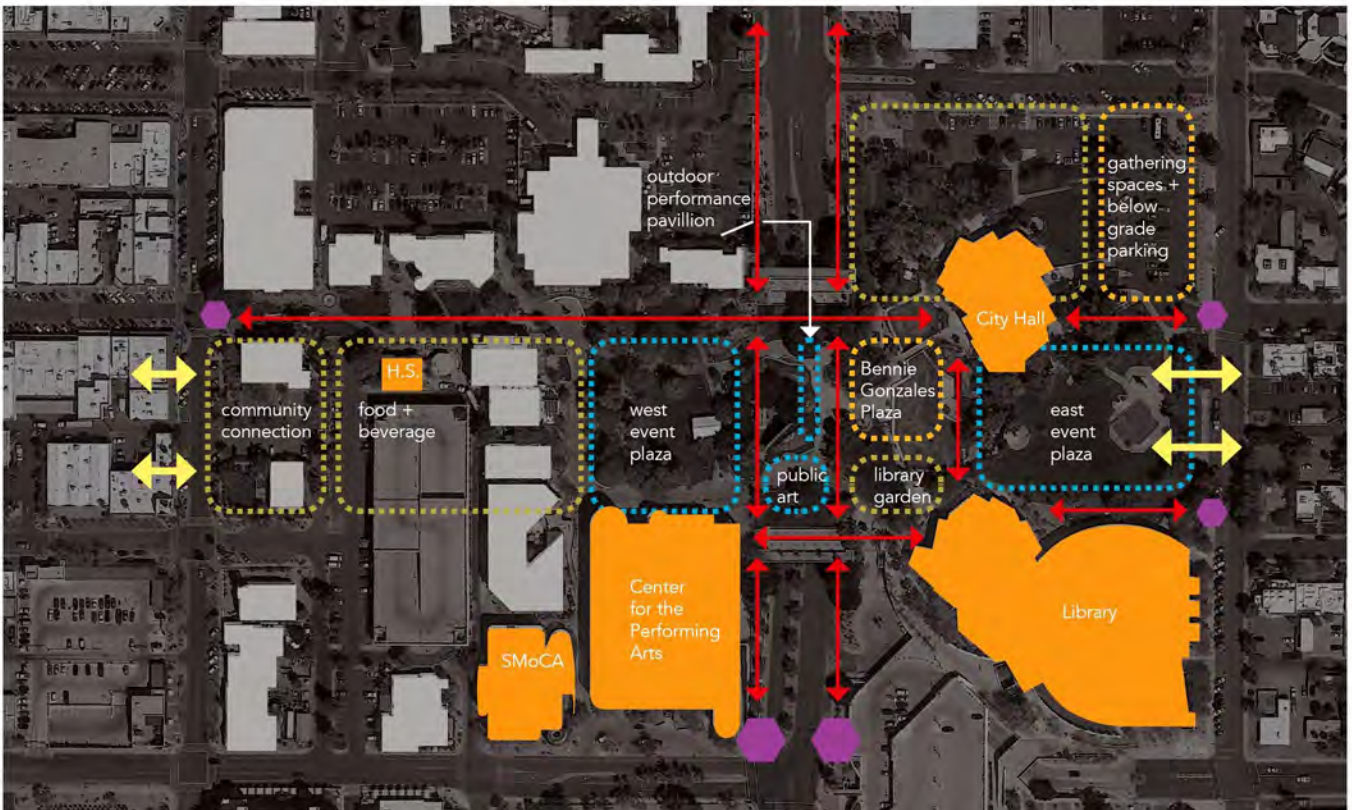 outdoor
performance
pavillion
gathering
spaces +
below
grade
parking
City Hall
H.S.
community
connection
food +
beverage
west
event
plaza
Bennie
Gonzales
Plaza
east
event
plaza
public
art
library
garden
Center
for the
Performing
Arts
SMoCA
Library